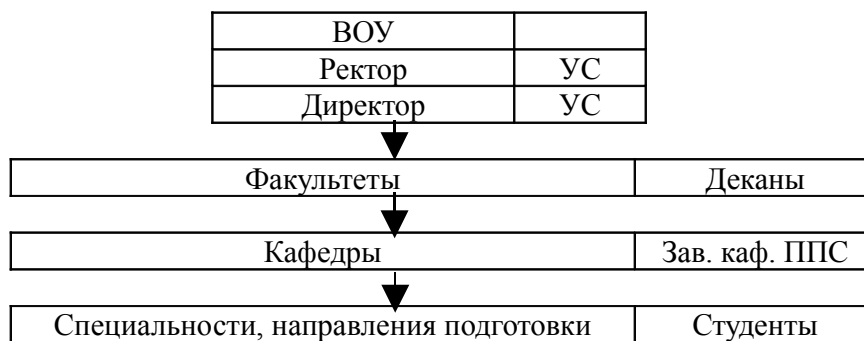 ВОУ
Ректор УС
Директор УС
Факультеты Деканы
Кафедры Зав. каф. ППС
Специальности, направления подготовки Студенты